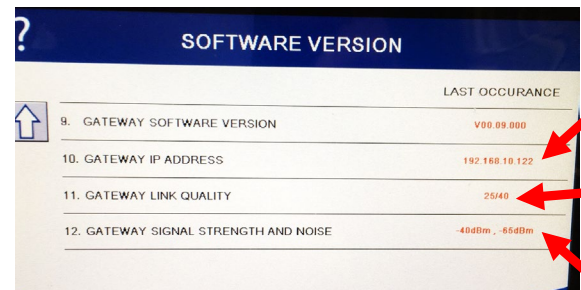 ?
SOFTWARE VERSION
LAST OCCURANCE
9. GATEWAY SOFTWARE VERSION V00.09.000
10. GATEWAY IP ADDRESS 192.168.10.122
11. GATEWAY LINK QUALITY 25/40
12. GATEWAY SIGNAL STRENGTH AND NOISE -40dBm , -65dBm